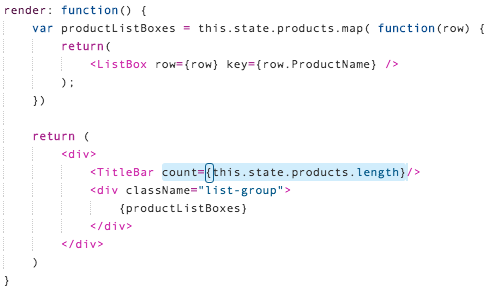 render: function() {
    var productListBoxes = this.state.products.map( function(row) {
        return(
            <ListBox row={row} key={row.ProductName} />
        );
    })

    return (
        <div>
            <TitleBar count={this.state.products.length}/>
            <div className="list-group">
                {productListBoxes}
            </div>
        </div>
    )
}